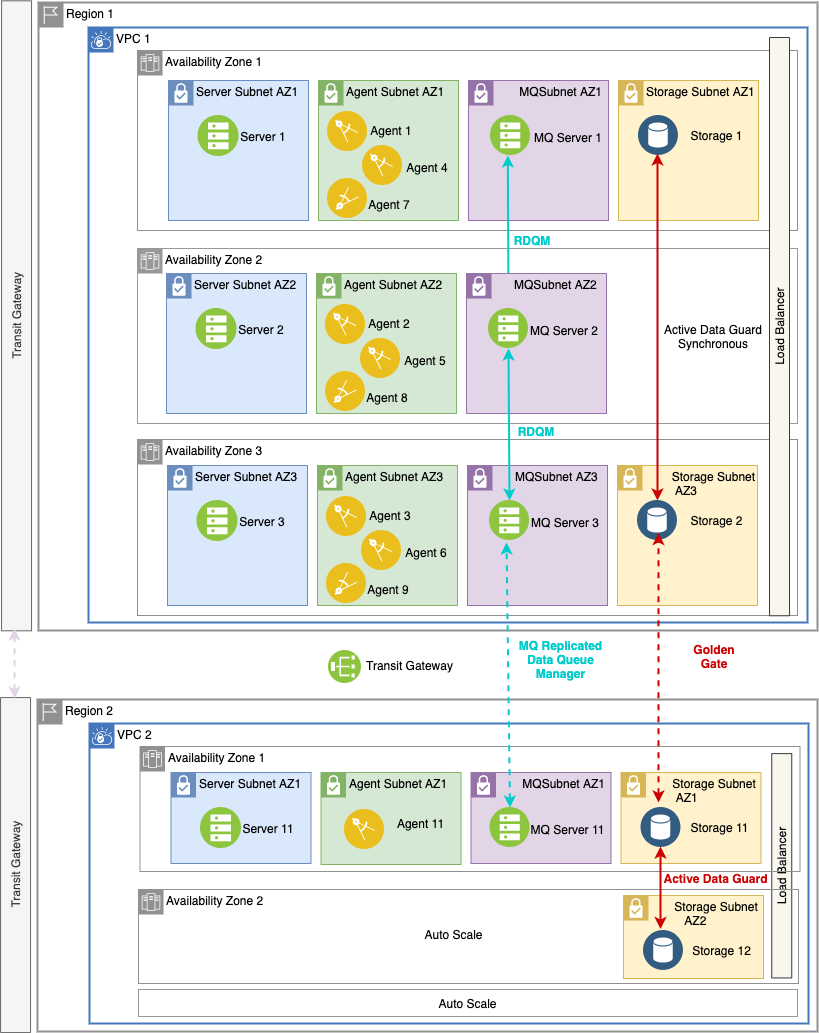 Region 1
VPC 1
Availability Zone 1
Server Subnet AZ1
Agent Subnet AZ1
MQSubnet AZ1
Storage Subnet AZ1
Server 1
Agent 1
Agent 4
Agent 7
MQ Server 1
Storage 1
RDQM
Availability Zone 2
Server Subnet AZ2
Agent Subnet AZ2
MQSubnet AZ2
Server 2
Agent 2
Agent 5
Agent 8
MQ Server 2
Active Data Guard
Synchronous
Load Balancer
Transit Gateway
RDQM
Availability Zone 3
Server Subnet AZ3
Agent Subnet AZ3
MQSubnet AZ3
Storage Subnet
AZ3
Server 3
Agent 3
Agent 6
Agent 9
MQ Server 3
Storage 2
Transit Gateway
MQ Replicated
Data Queue
Manager
Golden
Gate
Region 2
VPC 2
Availability Zone 1
Server Subnet AZ1
Agent Subnet AZ1
MQSubnet AZ1
Storage Subnet
AZ1
Server 11
Agent 11
MQ Server 11
Storage 11
Transit Gateway
Load Balancer
Active Data Guard
Availability Zone 2
Storage Subnet
AZ2
Auto Scale
Storage 12
Auto Scale